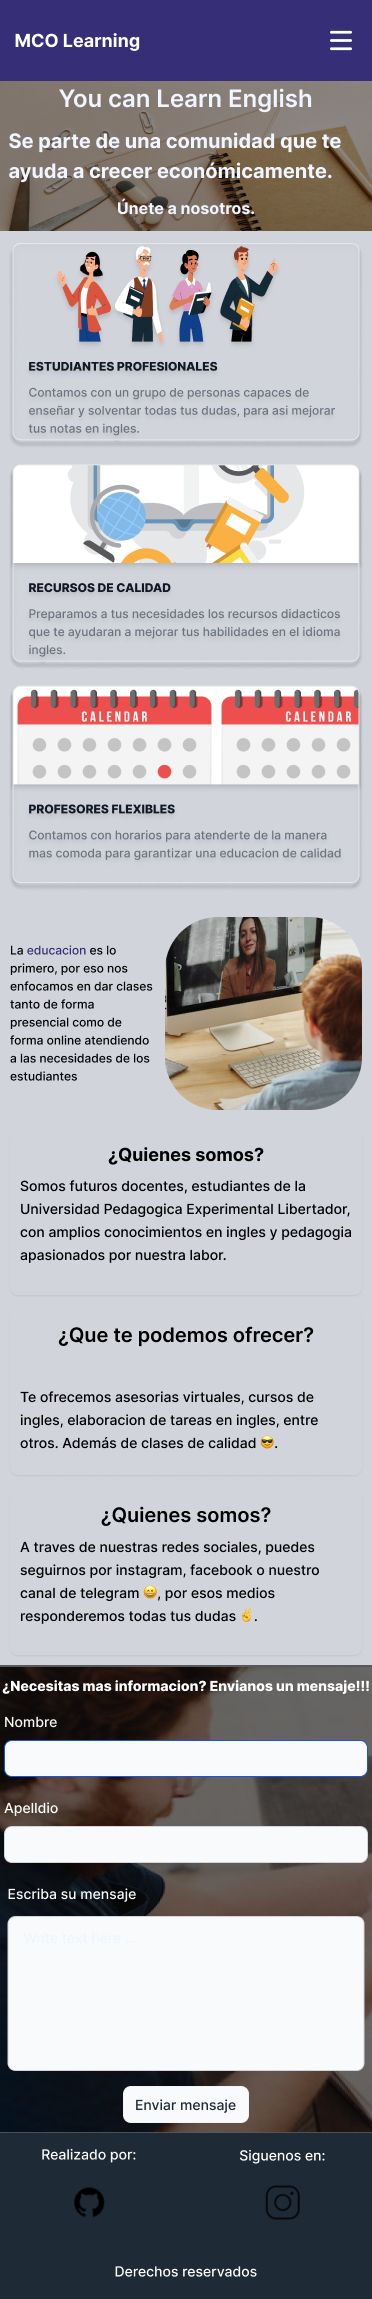 MCO Learning
You can Learn English
Se parte de una comunidad que te
ayuda a crecer económicamente.
Únete a nosotros.
ESTUDIANTES PROFESIONALES
Contamos con un grupo de personas capaces de
enseñar y solventar todas tus dudas, para asi mejorar
tus notas en ingles.
RECURSOS DE CALIDAD
Preparamos a tus necesidades los recursos didacticos
que te ayudaran a mejorar tus habilidades en el idioma
ingles.
CALENDAR CALENDAR
PROFESORES FLEXIBLES
Contamos con horarios para atenderte de la manera
mas comoda para garantizar una educacion de calidad
La educacion es lo
primero, por eso nos
enfocamos en dar clases
tanto de forma
presencial como de
forma online atendiendo
a las necesidades de los
estudiantes
¿Quienes somos?
Somos futuros docentes, estudiantes de la
Universidad Pedagogica Experimental Libertador,
con amplios conocimientos en ingles y pedagogia
apasionados por nuestra labor.
¿Que te podemos ofrecer?
Te ofrecemos asesorias virtuales, cursos de
ingles, elaboracion de tareas en ingles, entre
otros. Además de clases de calidad 😎.
¿Quienes somos?
A traves de nuestras redes sociales, puedes
seguirnos por instagram, facebook o nuestro
canal de telegram 😄, por esos medios
responderemos todas tus dudas ✌️.
¿Necesitas mas informacion? Envianos un mensaje!!!
Nombre
Apelldio
Escriba su mensaje
Write text here ...
Enviar mensaje
Realizado por:
Siguenos en:
Derechos reservados